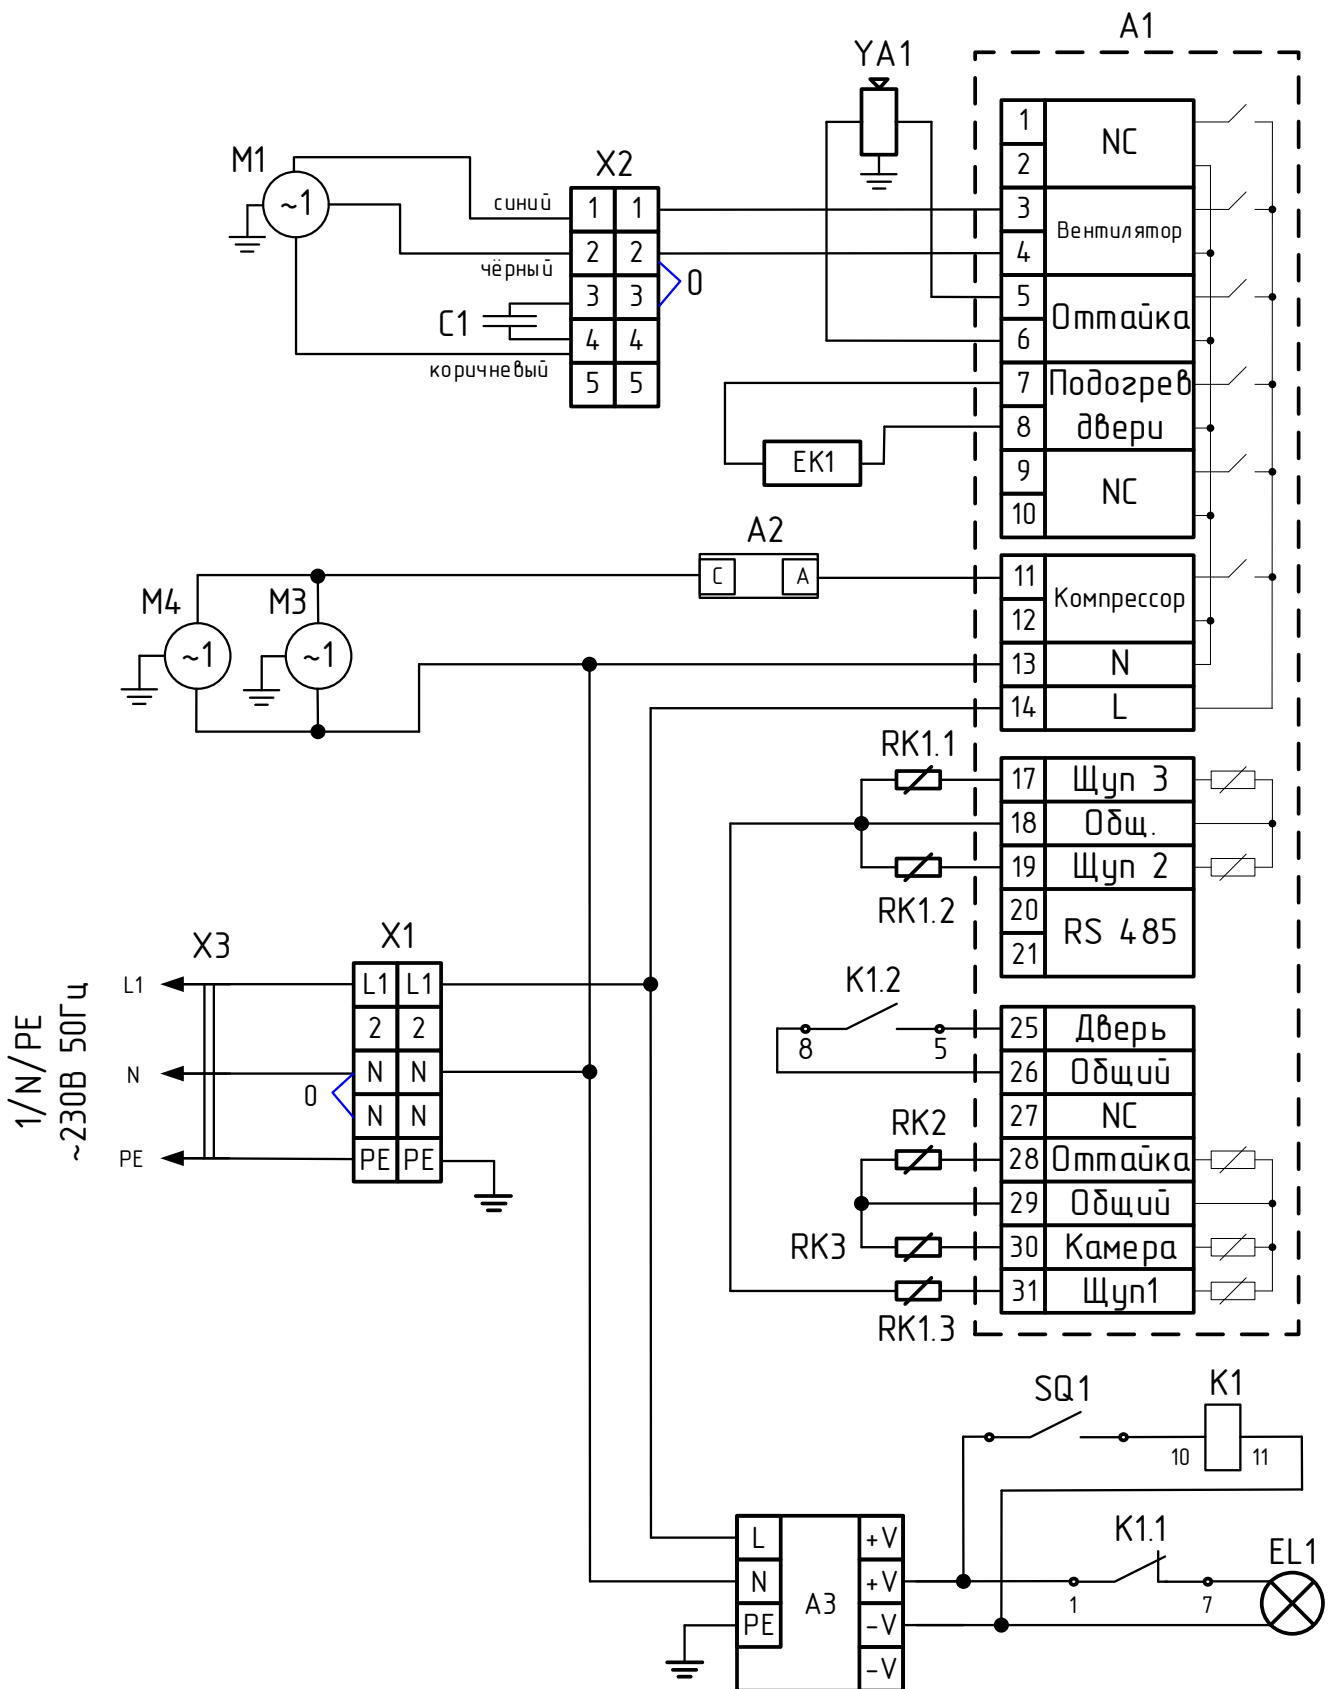 A1
YA1
1
NC
2
M1
~1
X2
синий
1 1
3
Вентилятор
4
чёрный
2 2
3 3
0
C1
4 4
коричневый
5 5
5
Оттайка
6
7
Подогрев
двери
8
EK1
9
NC
10
A2
C
A
11
Компрессор
12
M4
~1
M3
~1
13 N
14 L
RK1.1
17 Щуп 3
18 Общ.
19 Щуп 2
RK1.2
20
RS 485
21
X3
X1
1/N/PE
~230В 50Гц
L1
L1 L1
2 2
N
N N
0
N N
PE
PE PE
K1.2
8
5
25 Дверь
26 Общий
27 NC
RK2
28 Оттайка
29 Общий
RK3
30 Камера
31 Щуп1
RK1.3
SQ1
K1
10
11
L
+V
N
+V
A3
PE
-V
-V
K1.1
1
7
EL1